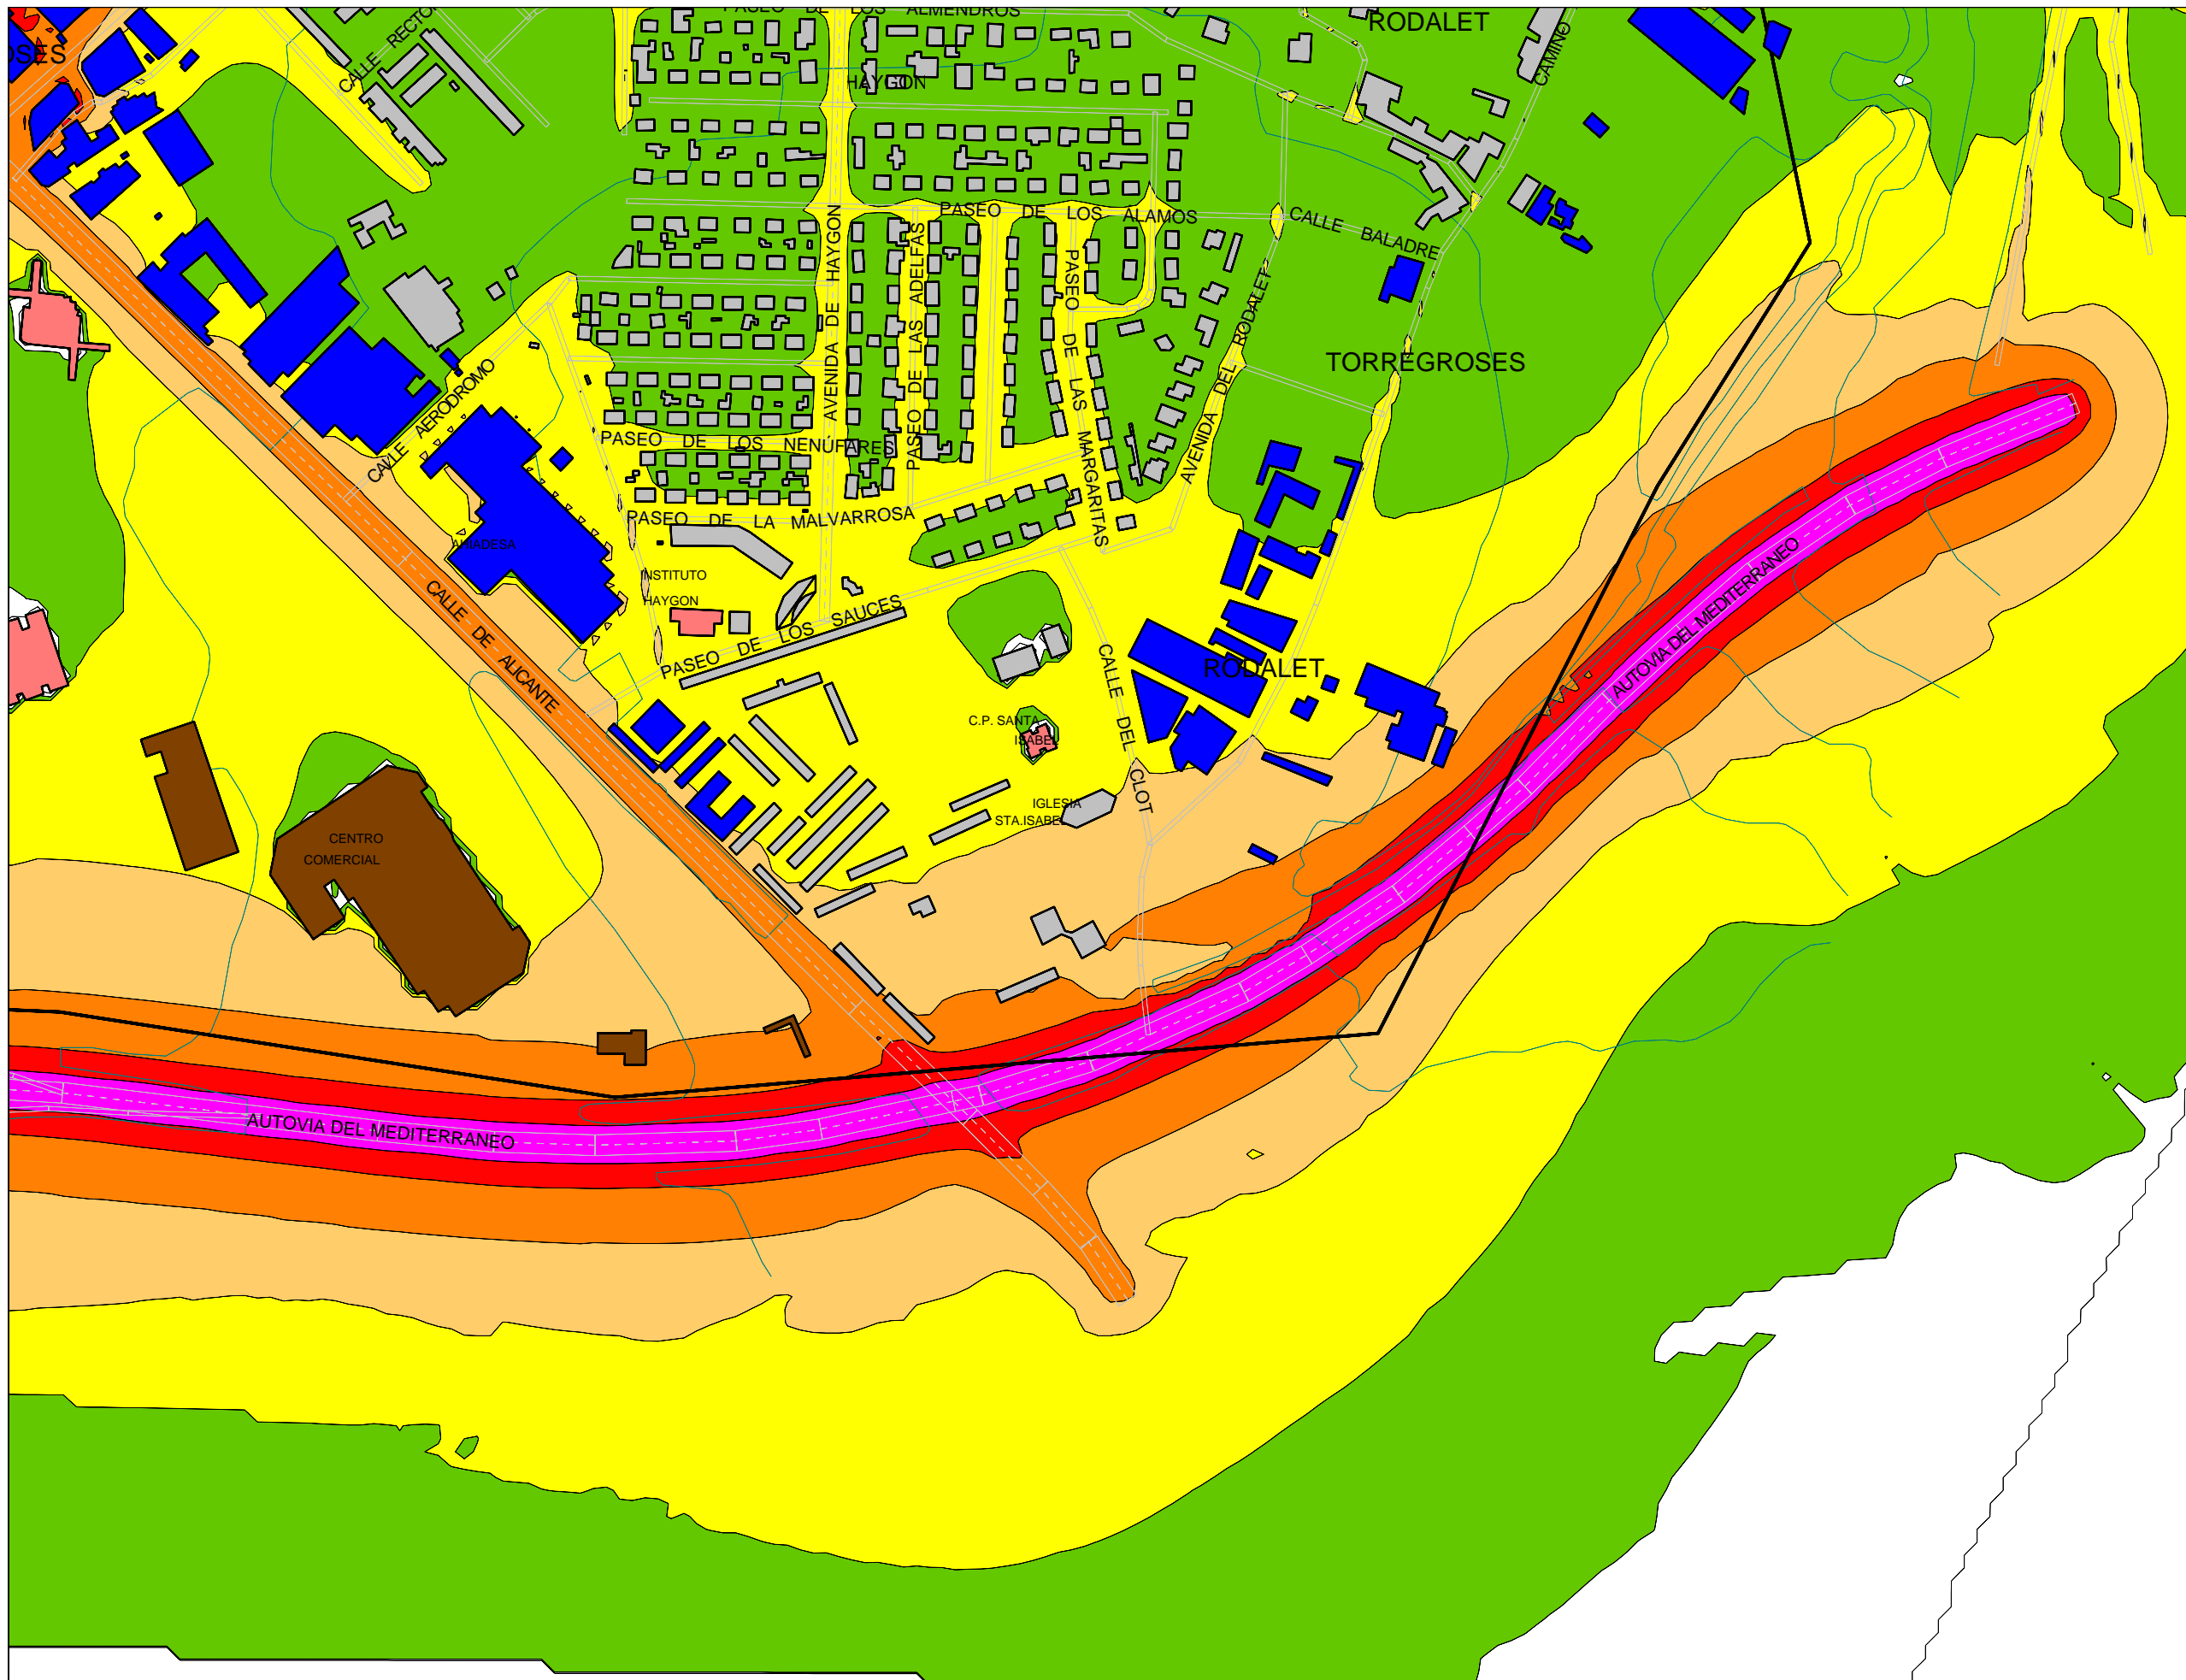 PASEO DE LOS ALMENDROS
RODALET
OSES
CALLE RECTOR
HAYGON
CAMINO
PASEO DE LOS ALAMOS
CALLE BALADRE
AVENIDA DE HAYGON
PASEO DE LAS ADELFAS
PASEO DE LAS MARGARITAS
AVENIDA DEL RODALET
TORREGROSES
CALLE AERODROMO
PASEO DE LOS NENÚFARES
PASEO DE LA MALVARROSA
AUTOVIA DEL MEDITERRANEO
INSTITUTO
HAYGON
CALLE DE ALICANTE
PASEO DE LOS SAUCES
RODALET
CALLE DEL CLOT
C.P. SANTA
ISABEL
IGLESIA
STA.ISABEL
CENTRO
COMERCIAL
AUTOVIA DEL MEDITERRANEO